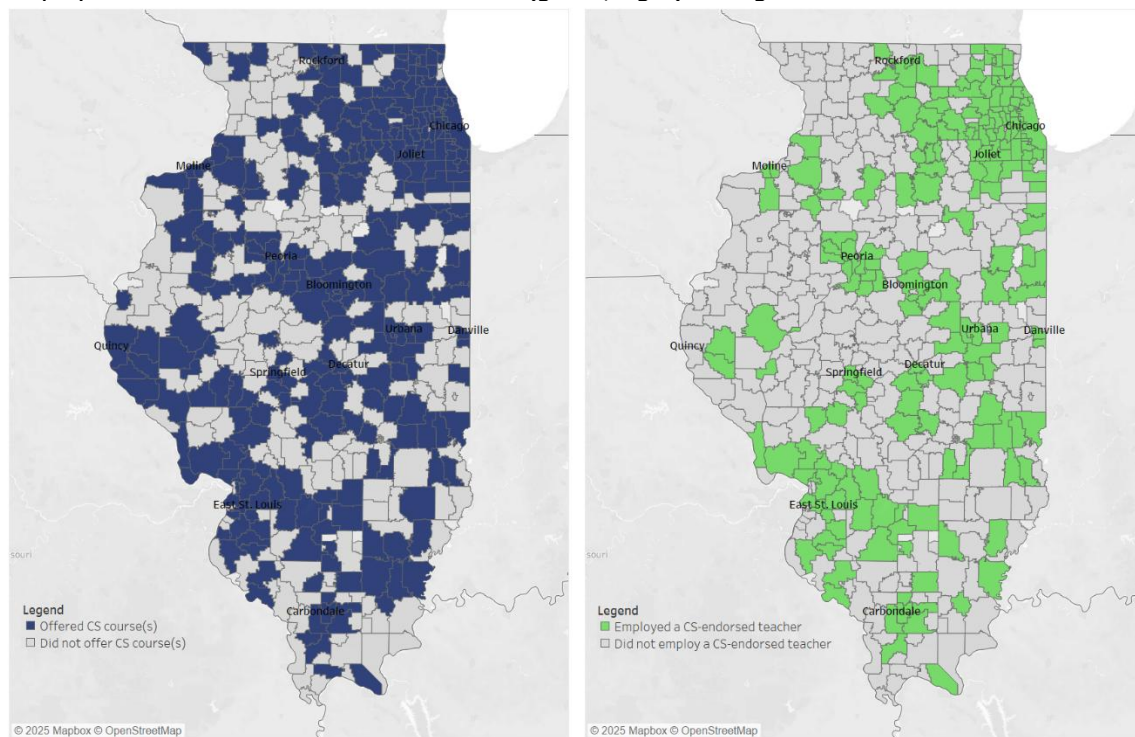 Rockford
Chicago
Joliet
Moline
Peoria
Bloomington
Urbana
Danville
Quincy
Decatur
Springfield
East St. Louis
souri
Carbondale
Legend
Offered CS course(s)
Did not offer CS course(s)
© 2025 Mapbox © OpenStreetMap
Rockford
Chicago
Joliet
Moline
Peoria
Bloomington
Urbana
Danville
Quincy
Decatur
Springfield
East St. Louis
souri
Carbondale
Legend
Employed a CS-endorsed teacher
Did not employ a CS-endorsed teacher
© 2025 Mapbox © OpenStreetMap